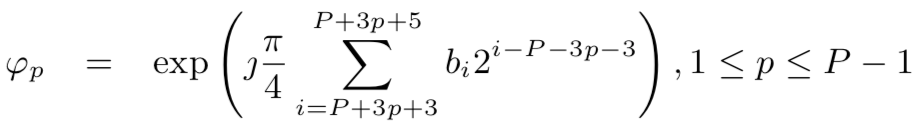 φ_p = exp ( ȷ π/4 ∑_{i=P+3p+3}^{P+3p+5} b_i 2^{i−P−3p−3} ) , 1 ≤ p ≤ P − 1